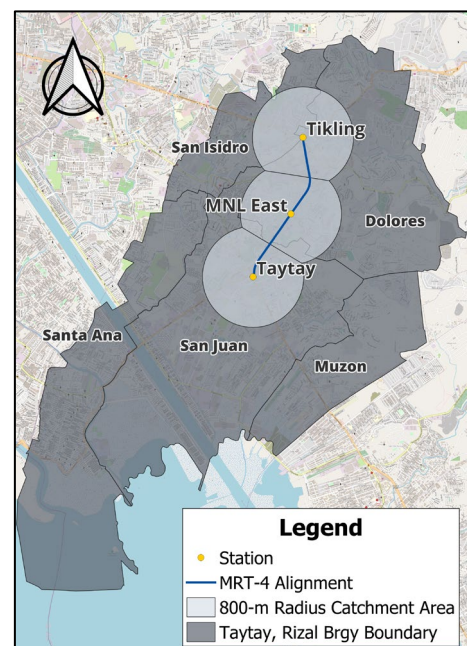 Tikling
San Isidro
MNL East
Dolores
Taytay
Santa Ana
San Juan
Muzon
Legend
Station
MRT-4 Alignment
800-m Radius Catchment Area
Taytay, Rizal Brgy Boundary